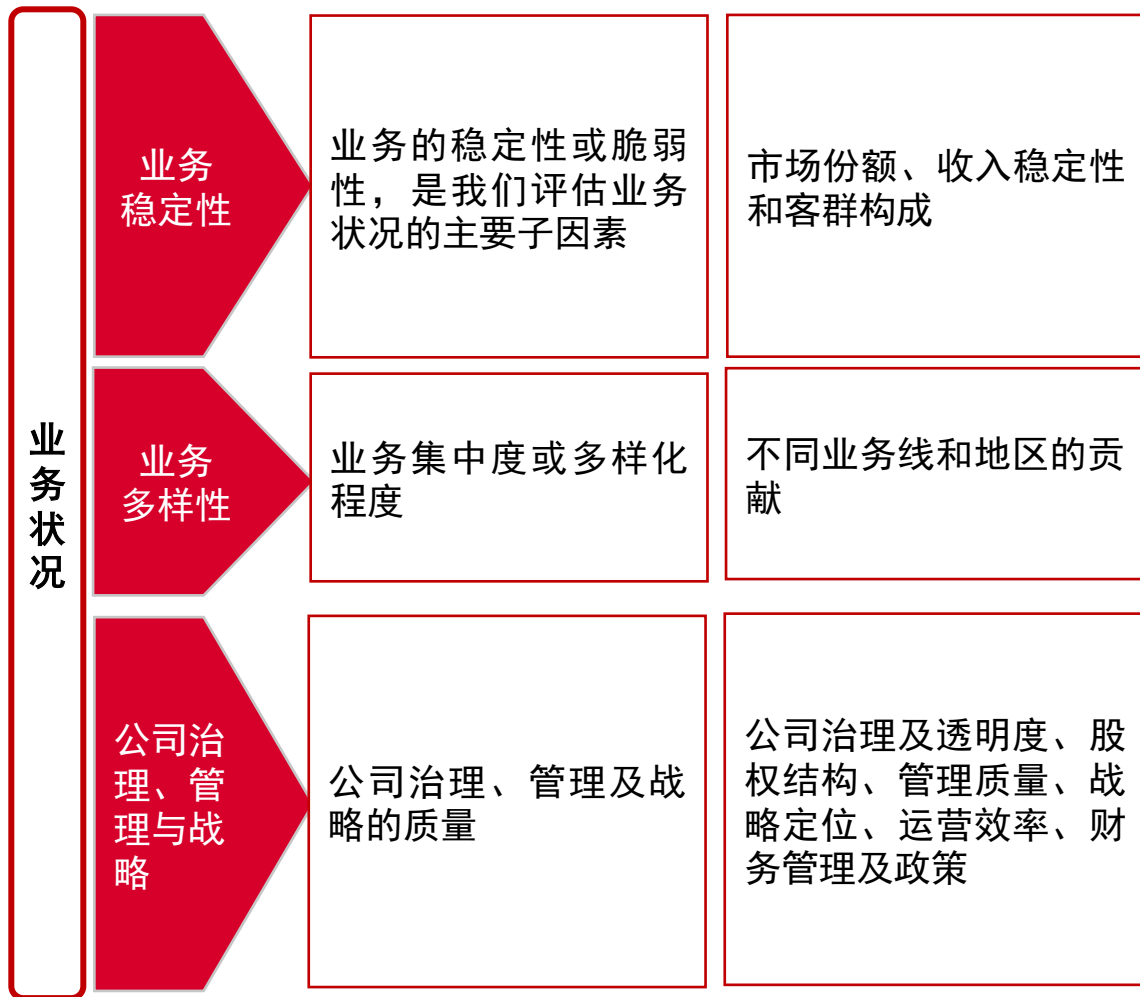 业务状况
业务
稳定性
业务的稳定性或脆弱
性，是我们评估业务
状况的主要子因素
市场份额、收入稳定性
和客群构成
业务
多样性
业务集中度或多样化
程度
不同业务线和地区的贡
献
公司治
理、管
理与战
略
公司治理、管理及战
略的质量
公司治理及透明度、股
权结构、管理质量、战
略定位、运营效率、财
务管理及政策